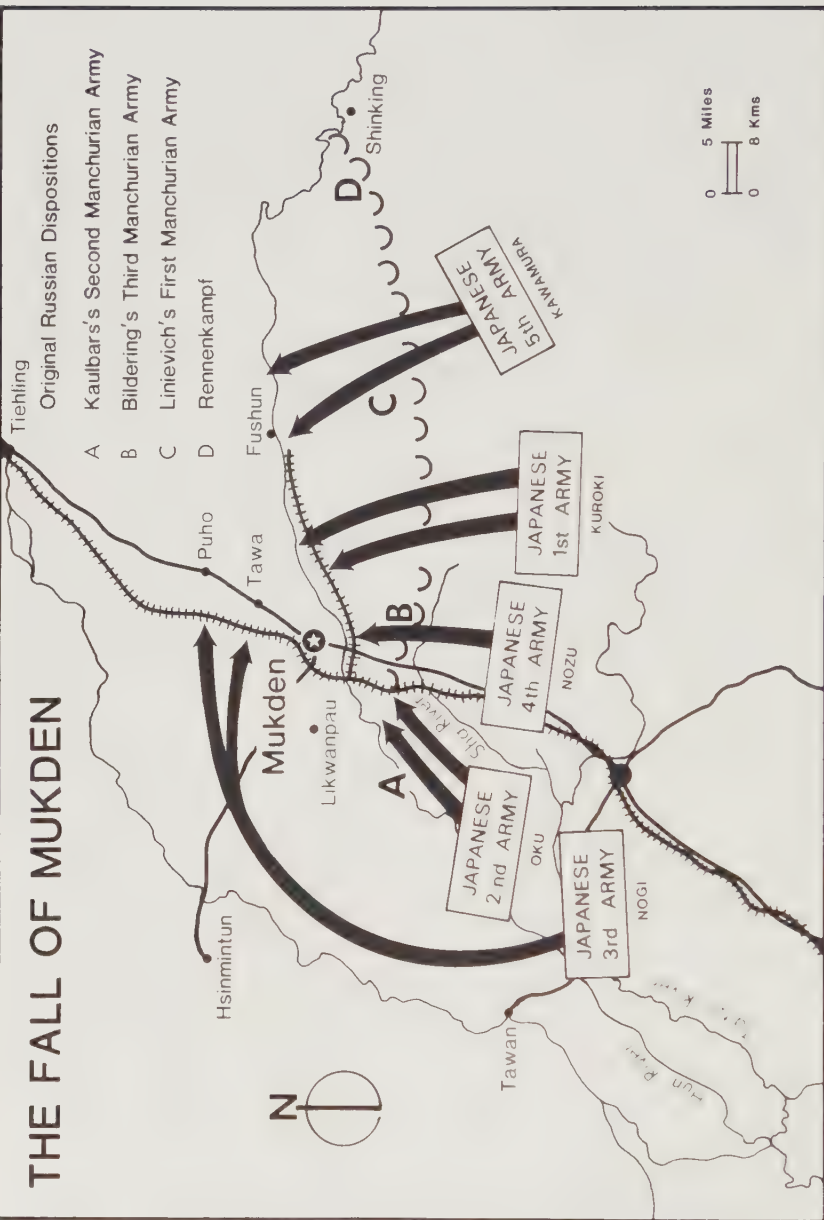 THE FALL OF MUKDEN
Tiehling
Original Russian Dispositions
A Kaulbars's Second Manchurian Army
B Bildering's Third Manchurian Army
C Linievich's First Manchurian Army
D Rennenkampf
Puho
Tawa
Fushun
Shinking
Hsinmintun
Mukden
Likwanpau
N
Tawan
A
B
C
D
Sha River
JAPANESE
3rd ARMY
NOGI
JAPANESE
2nd ARMY
OKU
JAPANESE
4th ARMY
NOZU
JAPANESE
1st ARMY
KUROKI
JAPANESE
5th ARMY
KAWAMURA
Hun River
0 5 Miles
0 8 Kms